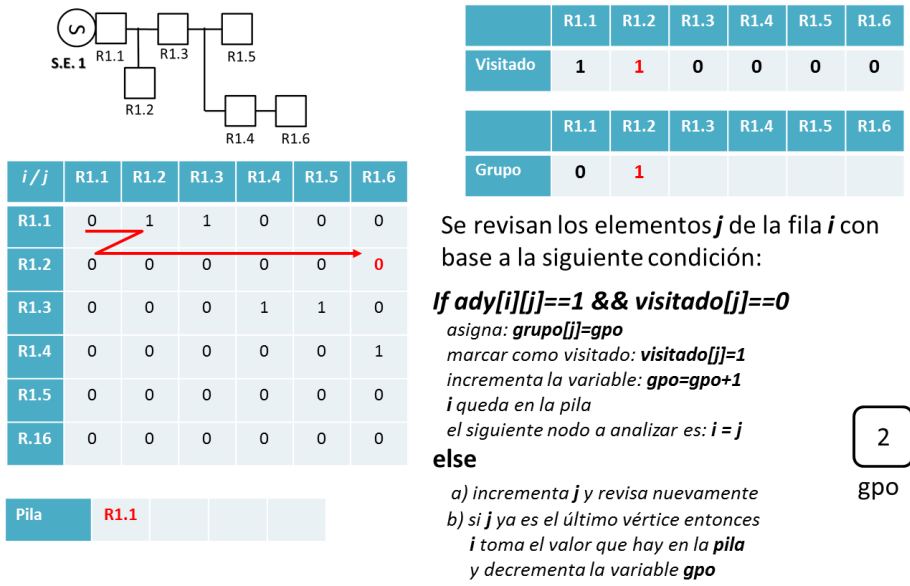 S
S.E. 1
R1.1
R1.3
R1.5
R1.2
R1.4
R1.6
i / j R1.1 R1.2 R1.3 R1.4 R1.5 R1.6
R1.1 0 1 1 0 0 0
R1.2 0 0 0 0 0 0
R1.3 0 0 0 1 1 0
R1.4 0 0 0 0 0 1
R1.5 0 0 0 0 0 0
R.16 0 0 0 0 0 0
Pila R1.1
R1.1 R1.2 R1.3 R1.4 R1.5 R1.6
Visitado 1 1 0 0 0 0
R1.1 R1.2 R1.3 R1.4 R1.5 R1.6
Grupo 0 1
Se revisan los elementos j de la fila i con
base a la siguiente condición:
If ady[i][j]==1 && visitado[j]==0
asigna: grupo[j]=gpo
marcar como visitado: visitado[j]=1
incrementa la variable: gpo=gpo+1
i queda en la pila
el siguiente nodo a analizar es: i = j
else
a) incrementa j y revisa nuevamente
b) si j ya es el último vértice entonces
i toma el valor que hay en la pila
y decrementa la variable gpo
2
gpo